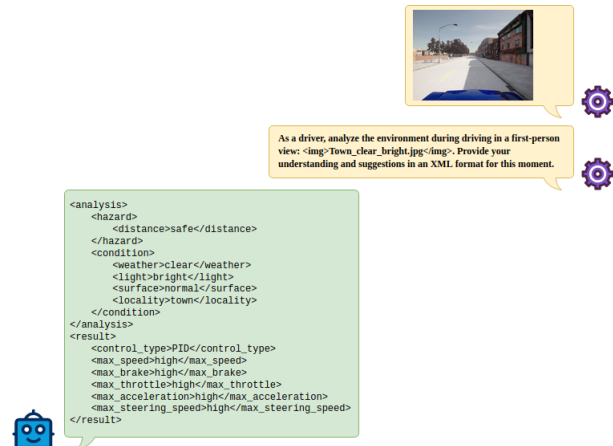 As a driver, analyze the environment during driving in a first-person
view: <img>Town_clear_bright.jpg</img>. Provide your
understanding and suggestions in an XML format for this moment.
<analysis>
<hazard>
<distance>safe</distance>
</hazard>
<condition>
<weather>clear</weather>
<light>bright</light>
<surface>normal</surface>
<locality>town</locality>
</condition>
</analysis>
<result>
<control_type>PID</control_type>
<max_speed>high</max_speed>
<max_brake>high</max_brake>
<max_throttle>high</max_throttle>
<max_acceleration>high</max_acceleration>
<max_steering_speed>high</max_steering_speed>
</result>